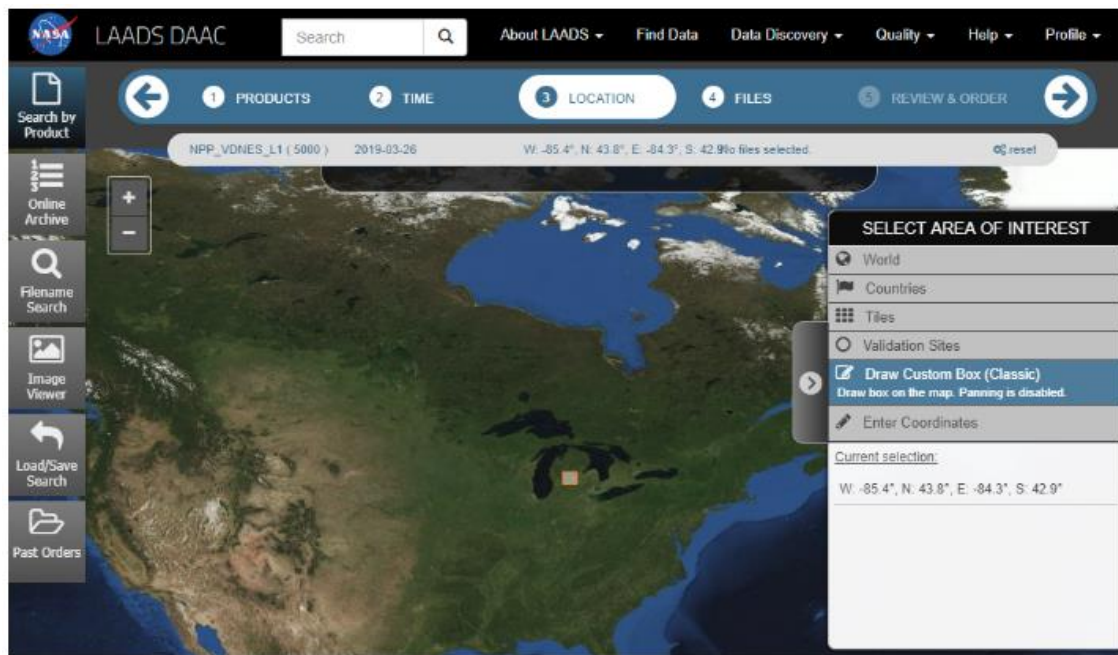 NASA
LAADS DAAC
Search
About LAADS
Find Data
Data Discovery
Quality
Help
Profile
Search by
Product
1 PRODUCTS
2 TIME
3 LOCATION
4 FILES
5 REVIEW & ORDER
NPP_VDNES_L1 ( 5000 )
2019-03-26
W: -85.4°, N: 43.8°, E: -84.3°, S: 42.9
No files selected.
reset
1
2
3
Online
Archive
Filename
Search
Image
Viewer
Load/Save
Search
Past Orders
+
−
SELECT AREA OF INTEREST
World
Countries
Tiles
Validation Sites
Draw Custom Box (Classic)
Draw box on the map. Panning is disabled.
Enter Coordinates
Current selection:
W: -85.4°, N: 43.8°, E: -84.3°, S: 42.9°